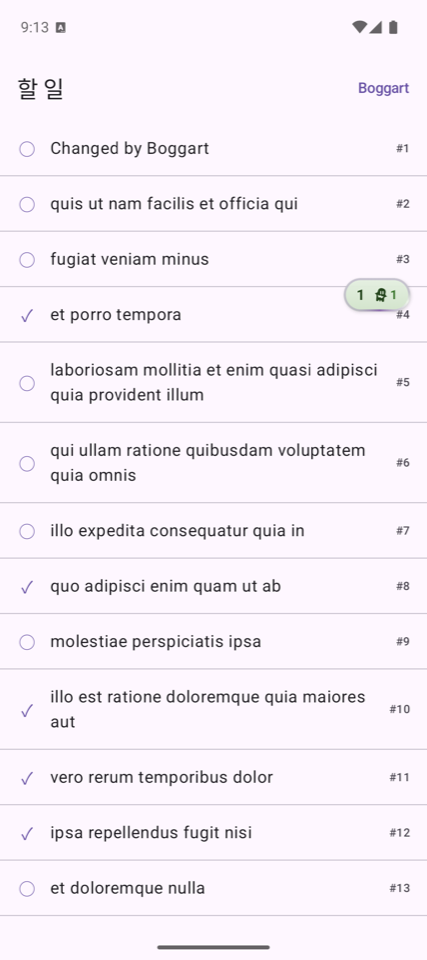 9:13 A
할 일
Boggart
Changed by Boggart #1
quis ut nam facilis et officia qui #2
fugiat veniam minus #3
1 1
et porro tempora #4
laboriosam mollitia et enim quasi adipisci
quia provident illum #5
qui ullam ratione quibusdam voluptatem
quia omnis #6
illo expedita consequatur quia in #7
quo adipisci enim quam ut ab #8
molestiae perspiciatis ipsa #9
illo est ratione doloremque quia maiores
aut #10
vero rerum temporibus dolor #11
ipsa repellendus fugit nisi #12
et doloremque nulla #13